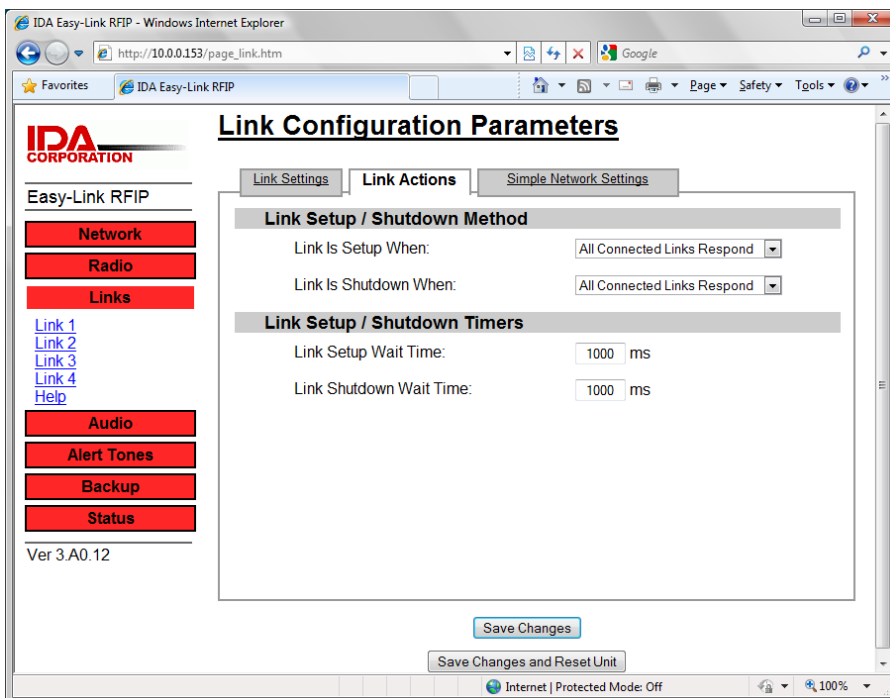 IDA Easy-Link RFIP - Windows Internet Explorer
http://10.0.0.153/page_link.htm
Google
Favorites
IDA Easy-Link RFIP
Page
Safety
Tools
IDA
CORPORATION
Easy-Link RFIP
Network
Radio
Links
Link 1
Link 2
Link 3
Link 4
Help
Audio
Alert Tones
Backup
Status
Ver 3.A0.12
Link Configuration Parameters
Link Settings
Link Actions
Simple Network Settings
Link Setup / Shutdown Method
Link Is Setup When: All Connected Links Respond
Link Is Shutdown When: All Connected Links Respond
Link Setup / Shutdown Timers
Link Setup Wait Time: 1000 ms
Link Shutdown Wait Time: 1000 ms
Save Changes
Save Changes and Reset Unit
Internet | Protected Mode: Off
100%